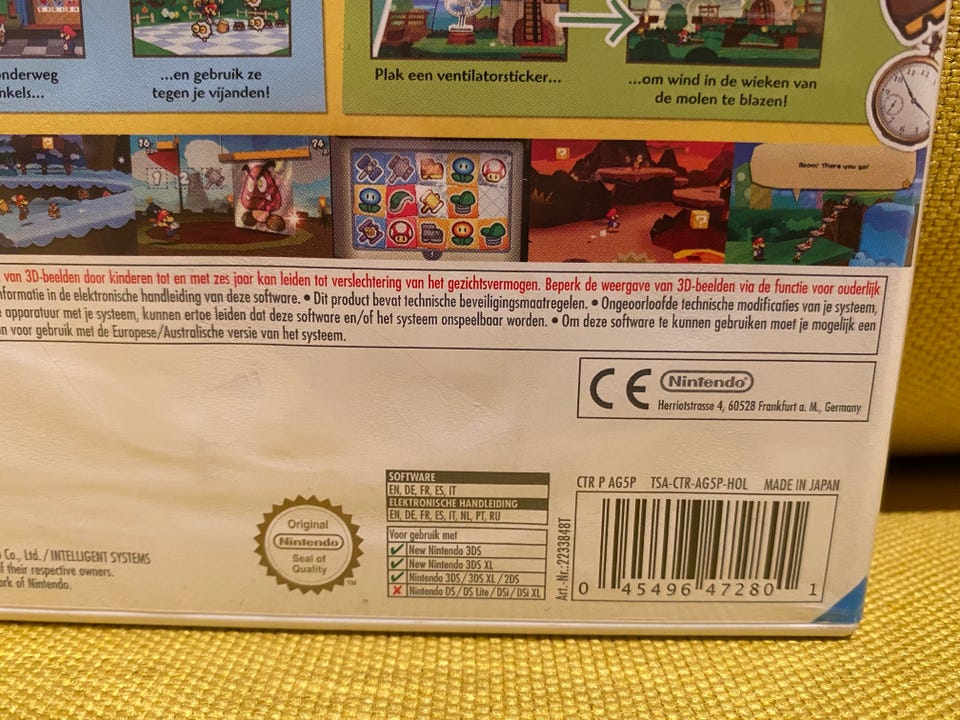 nderweg
nkels...
...en gebruik ze
tegen je vijanden!
Plak een ventilatorsticker...
...om wind in de wieken van
de molen te blazen!
16
74
Boom! There you go!
van 3D-beelden door kinderen tot en met zes jaar kan leiden tot verslechtering van het gezichtsvermogen. Beperk de weergave van 3D-beelden via de functie voor ouderlijk
nformatie in de elektronische handleiding van deze software. • Dit product bevat technische beveiligingsmaatregelen. • Ongeoorloofde technische modificaties van je systeem,
apparatuur met je systeem, kunnen ertoe leiden dat deze software en/of het systeem onspeelbaar worden. • Om deze software te kunnen gebruiken moet je mogelijk een
n voor gebruik met de Europese/Australische versie van het systeem.
CE Nintendo®
Herriotstrasse 4, 60528 Frankfurt a. M., Germany
SOFTWARE
EN, DE, FR, ES, IT
ELEKTRONISCHE HANDLEIDING
EN, DE, FR, ES, IT, NL, PT, RU
Voor gebruik met
New Nintendo 3DS
New Nintendo 3DS XL
Nintendo 3DS / 3DS XL / 2DS
Nintendo DS / DS Lite / DSi / DSi XL
CTR P AG5P TSA-CTR-AG5P-HOL MADE IN JAPAN
Art.-Nr.: 2233848T
0 45496 47280 1
Original
Nintendo
Seal of
Quality
TM
Co., Ltd. / INTELLIGENT SYSTEMS
f their respective owners.
rk of Nintendo.